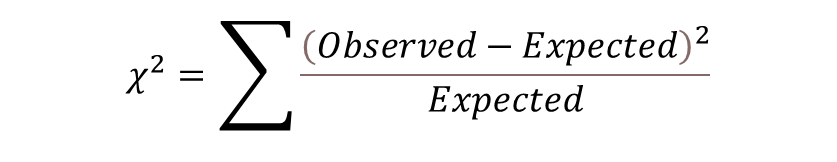 χ² = ∑ (Observed − Expected)² / Expected